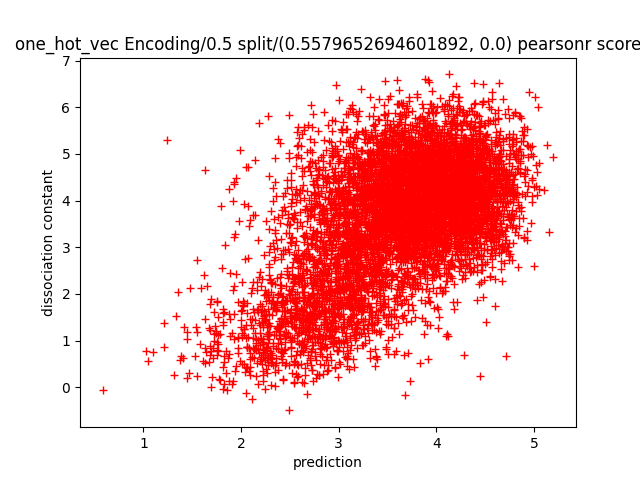 one_hot_vec Encoding/0.5 split/(0.5579652694601892, 0.0) pearsonr score
7
6
5
4
3
2
1
0
dissociation constant
1 2 3 4 5
prediction